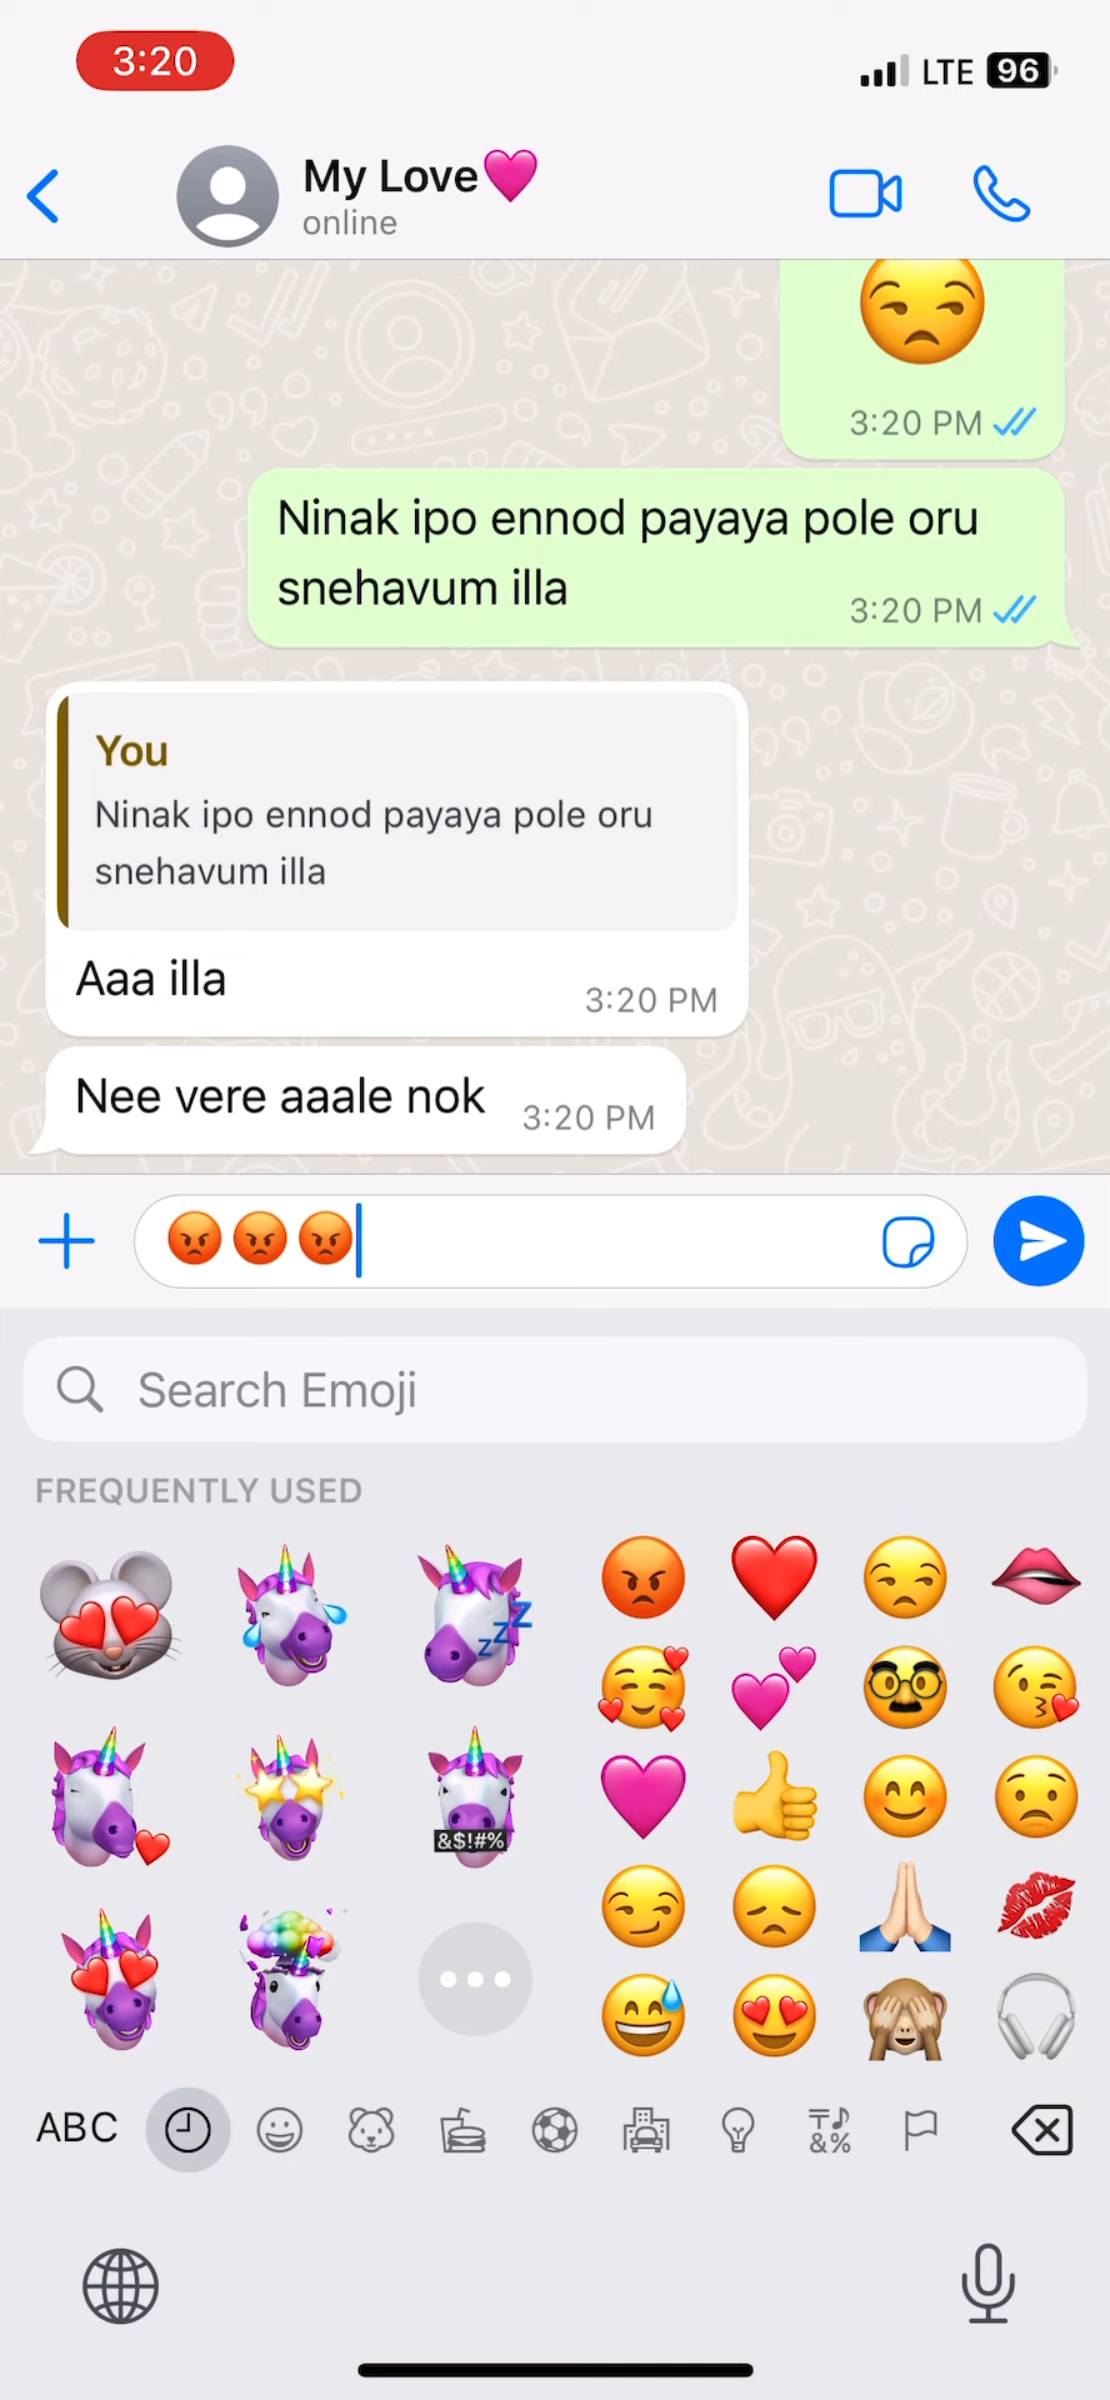 3:20
LTE 96
My Love🩷
online
😒
3:20 PM
Ninak ipo ennod payaya pole oru
snehavum illa
3:20 PM
You
Ninak ipo ennod payaya pole oru
snehavum illa
Aaa illa
3:20 PM
Nee vere aaale nok
3:20 PM
😡😡😡
Search Emoji
FREQUENTLY USED
zzz
&$!#%
ABC
&%